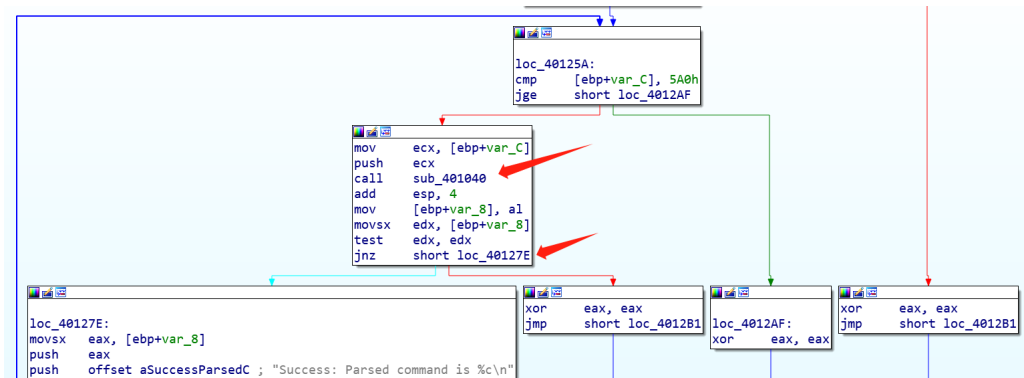 loc_40125A:
cmp     [ebp+var_C], 5A0h
jge     short loc_4012AF
mov     ecx, [ebp+var_C]
push    ecx
call    sub_401040
add     esp, 4
mov     [ebp+var_8], al
movsx   edx, [ebp+var_8]
test    edx, edx
jnz     short loc_40127E
loc_40127E:
movsx   eax, [ebp+var_8]
push    eax
push    offset aSuccessParsedC ; "Success: Parsed command is %c\n"
xor     eax, eax
jmp     short loc_4012B1
loc_4012AF:
xor     eax, eax
xor     eax, eax
jmp     short loc_4012B1